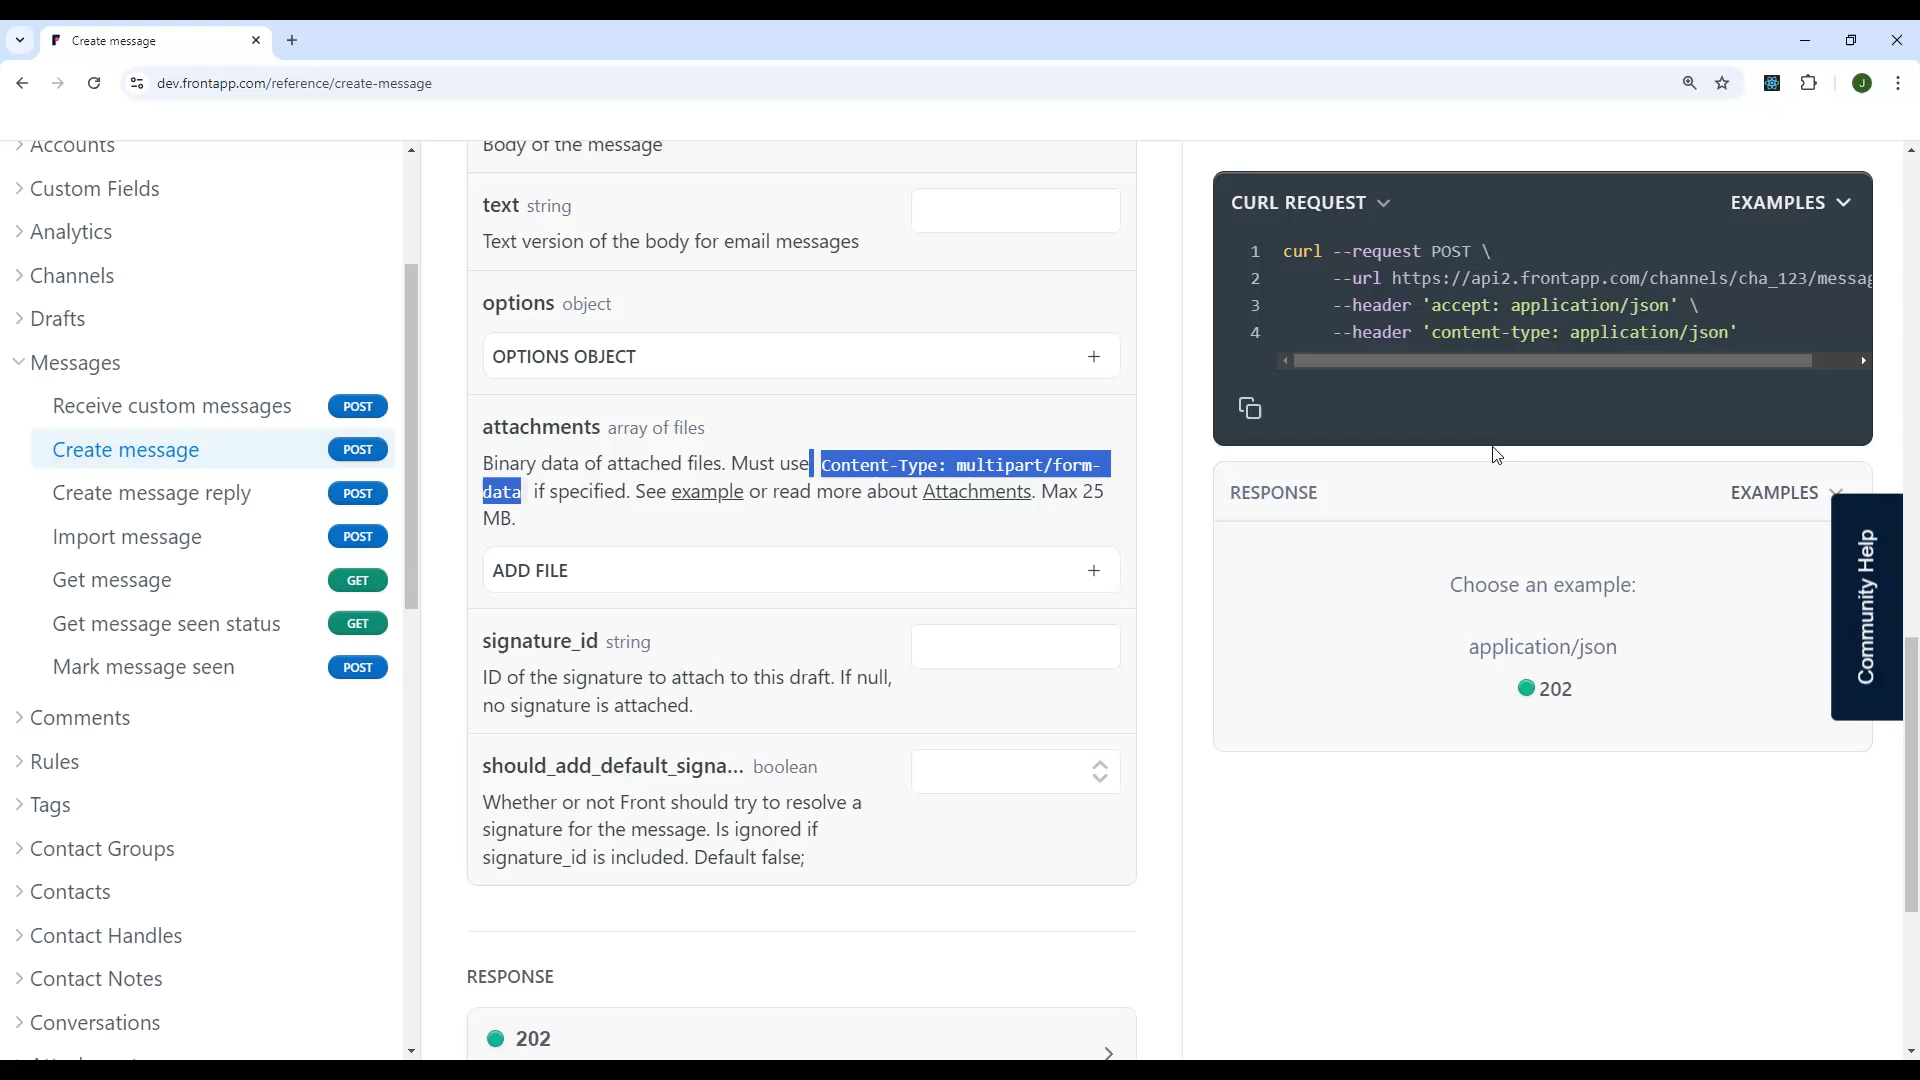 Create message
dev.frontapp.com/reference/create-message
J
Accounts
Custom Fields
Analytics
Channels
Drafts
Messages
Receive custom messages POST
Create message POST
Create message reply POST
Import message POST
Get message GET
Get message seen status GET
Mark message seen POST
Comments
Rules
Tags
Contact Groups
Contacts
Contact Handles
Contact Notes
Conversations
Body of the message
text string
Text version of the body for email messages
options object
OPTIONS OBJECT
attachments array of files
Binary data of attached files. Must use Content-Type: multipart/form-
data if specified. See example or read more about Attachments. Max 25
MB.
ADD FILE
signature_id string
ID of the signature to attach to this draft. If null,
no signature is attached.
should_add_default_signa... boolean
Whether or not Front should try to resolve a
signature for the message. Is ignored if
signature_id is included. Default false;
RESPONSE
202
CURL REQUEST EXAMPLES
1 curl --request POST \
2 --url https://api2.frontapp.com/channels/cha_123/messag
3 --header 'accept: application/json' \
4 --header 'content-type: application/json'
RESPONSE EXAMPLES
Choose an example:
application/json
202
Community Help